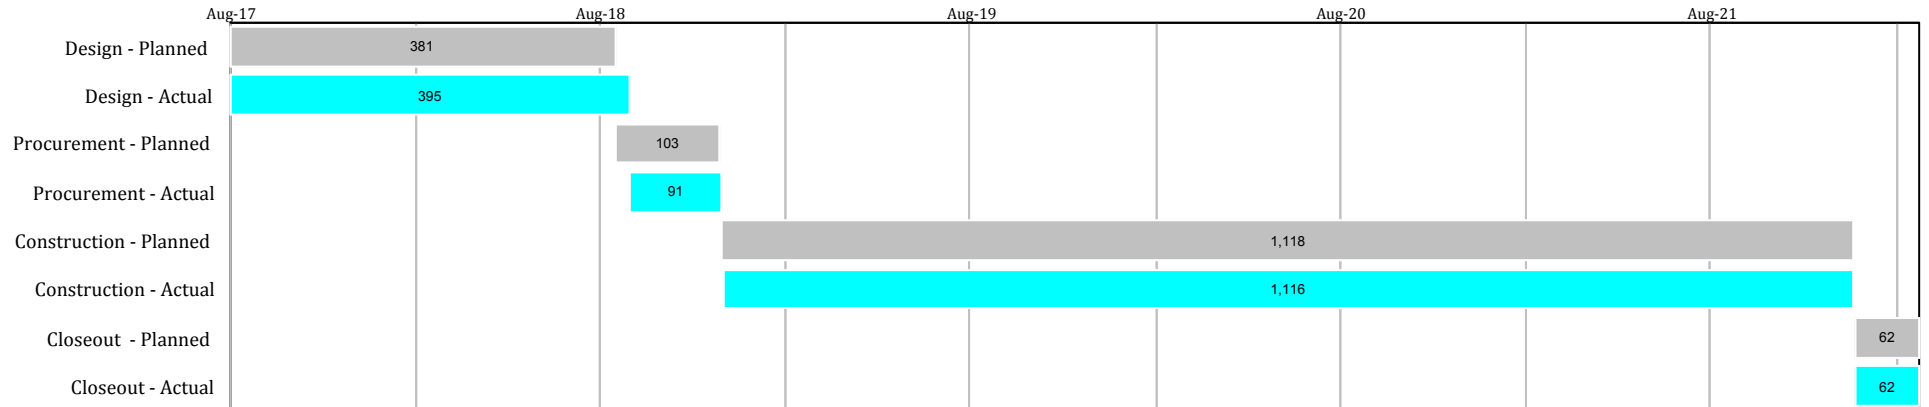 Aug-17 Aug-18 Aug-19 Aug-20 Aug-21
Design - Planned 381
Design - Actual 395
Procurement - Planned 103
Procurement - Actual 91
Construction - Planned 1,118
Construction - Actual 1,116
Closeout - Planned 62
Closeout - Actual 62